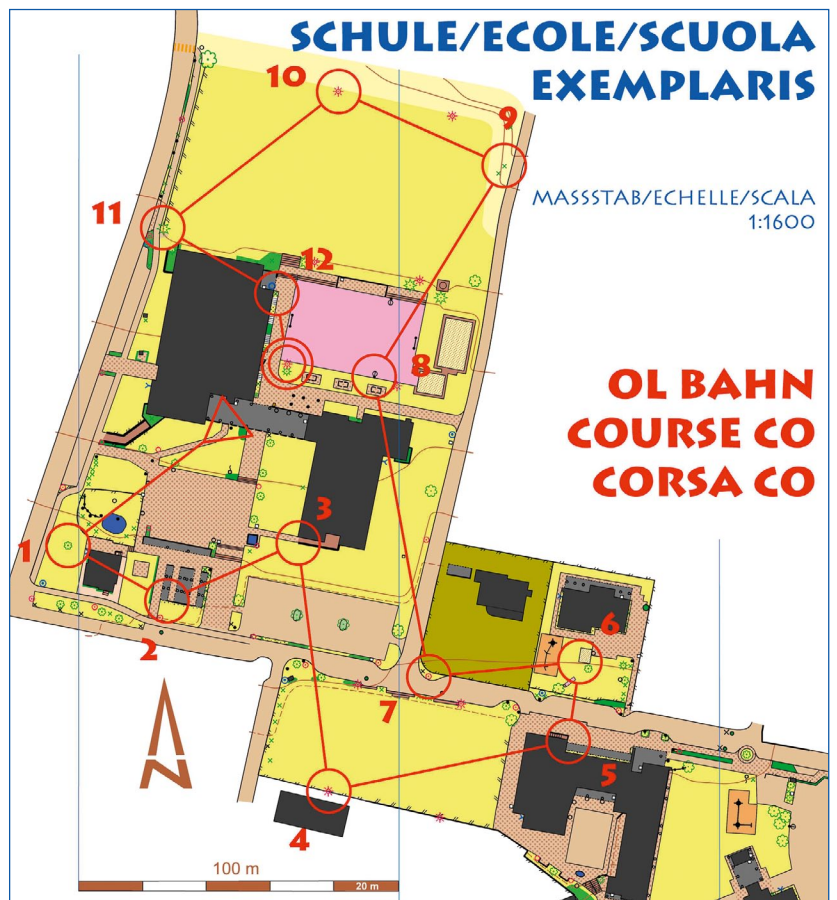 SCHULE/ECOLE/SCUOLA
EXEMPLARIS
MASSSTAB/ECHELLE/SCALA
1:1600
OL BAHN
COURSE CO
CORSA CO
10
9
11
12
8
3
1
2
6
7
5
4
N
100 m
20 m